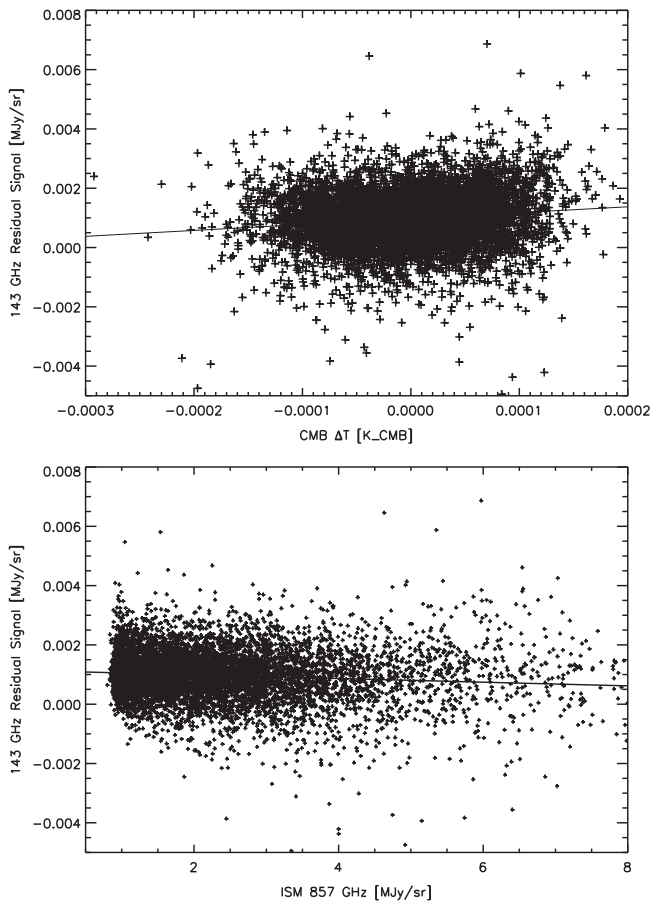 0.008
0.006
0.004
0.002
0.000
−0.002
−0.004
143 GHz Residual Signal [MJy/sr]
−0.0003 −0.0002 −0.0001 0.0000 0.0001 0.0002
CMB ΔT [K_CMB]
0.008
0.006
0.004
0.002
0.000
−0.002
−0.004
143 GHz Residual Signal [MJy/sr]
2 4 6 8
ISM 857 GHz [MJy/sr]